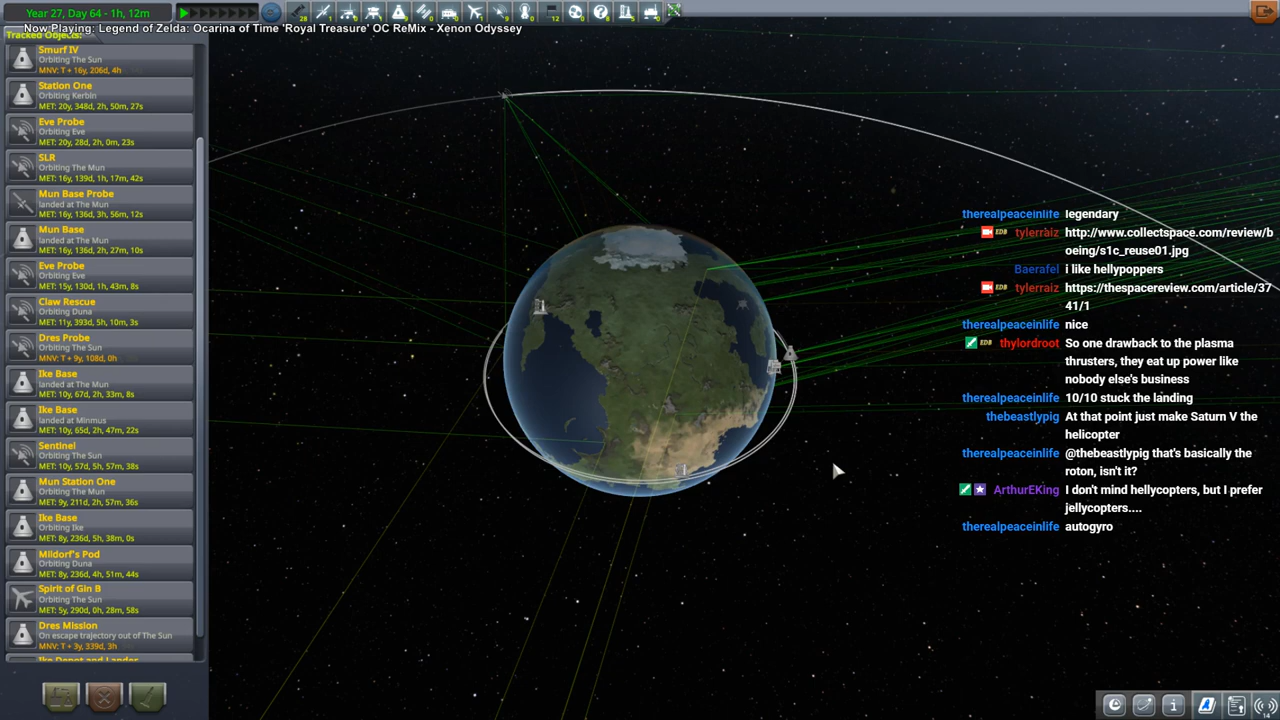 Year 27, Day 64 - 1h, 12m
Now Playing: Legend of Zelda: Ocarina of Time 'Royal Treasure' OC ReMix - Xenon Odyssey
Tracked Objects:
Smurf IV
Orbiting The Sun
MNV: T + 16y, 206d, 4h
Station One
Orbiting Kerbin
MET: 20y, 348d, 2h, 50m, 27s
Eve Probe
Orbiting Eve
MET: 20y, 28d, 2h, 0m, 23s
SLR
Orbiting The Mun
MET: 16y, 139d, 1h, 17m, 42s
Mun Base Probe
landed at The Mun
MET: 16y, 136d, 3h, 56m, 12s
Mun Base
landed at The Mun
MET: 16y, 136d, 2h, 27m, 10s
Eve Probe
Orbiting Eve
MET: 15y, 130d, 1h, 43m, 8s
Claw Rescue
Orbiting Duna
MET: 11y, 393d, 5h, 10m, 3s
Dres Probe
Orbiting The Sun
MNV: T + 9y, 108d, 0h
Ike Base
landed at The Mun
MET: 10y, 67d, 2h, 33m, 8s
Ike Base
landed at Minmus
MET: 10y, 65d, 2h, 47m, 22s
Sentinel
Orbiting The Sun
MET: 10y, 57d, 5h, 57m, 38s
Mun Station One
Orbiting The Mun
MET: 9y, 211d, 2h, 57m, 36s
Ike Base
Orbiting Ike
MET: 8y, 236d, 5h, 38m, 0s
Mildorf's Pod
Orbiting Duna
MET: 8y, 236d, 4h, 51m, 44s
Spirit of Gin B
Orbiting The Sun
MET: 5y, 290d, 0h, 28m, 58s
Dres Mission
On escape trajectory out of The Sun
MNV: T + 3y, 339d, 3h
Ike Depot and Lander
therealpeaceinlife legendary
EDB tylerraiz http://www.collectspace.com/review/b
oeing/s1c_reuse01.jpg
Baerafel i like hellypoppers
EDB tylerraiz https://thespacereview.com/article/37
41/1
therealpeaceinlife nice
EDB thylordroot So one drawback to the plasma
thrusters, they eat up power like
nobody else's business
therealpeaceinlife 10/10 stuck the landing
thebeastlypig At that point just make Saturn V the
helicopter
therealpeaceinlife @thebeastlypig that's basically the
roton, isn't it?
ArthurEKing I don't mind hellycopters, but I prefer
jellycopters....
therealpeaceinlife autogyro